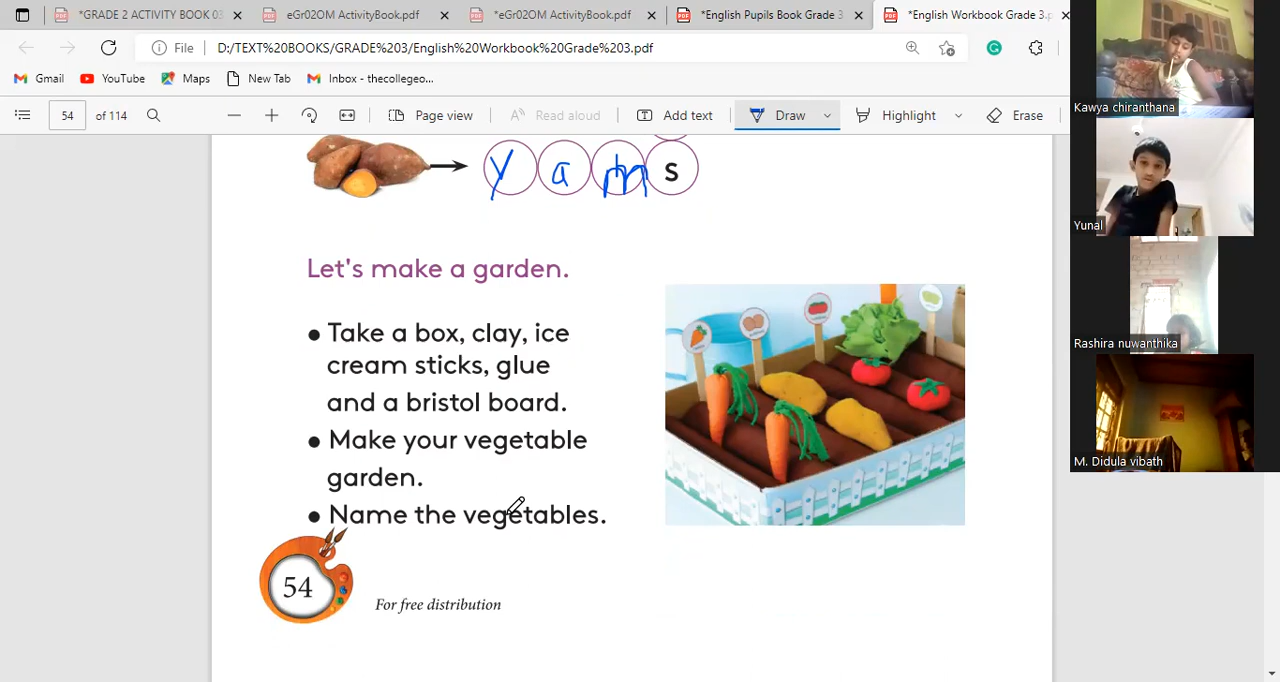 *GRADE 2 ACTIVITY BOOK 03
eGr02OM ActivityBook.pdf
*eGr02OM ActivityBook.pdf
*English Pupils Book Grade 3
*English Workbook Grade 3.p
File D:/TEXT%20BOOKS/GRADE%203/English%20Workbook%20Grade%203.pdf
Gmail YouTube Maps New Tab Inbox - thecollegeo...
54 of 114 Page view Read aloud Add text Draw Highlight Erase
y a m s
Let's make a garden.
• Take a box, clay, ice
cream sticks, glue
and a bristol board.
• Make your vegetable
garden.
• Name the vegetables.
54
For free distribution
Kawya chiranthana
Yunal
Rashira nuwanthika
M. Didula vibath